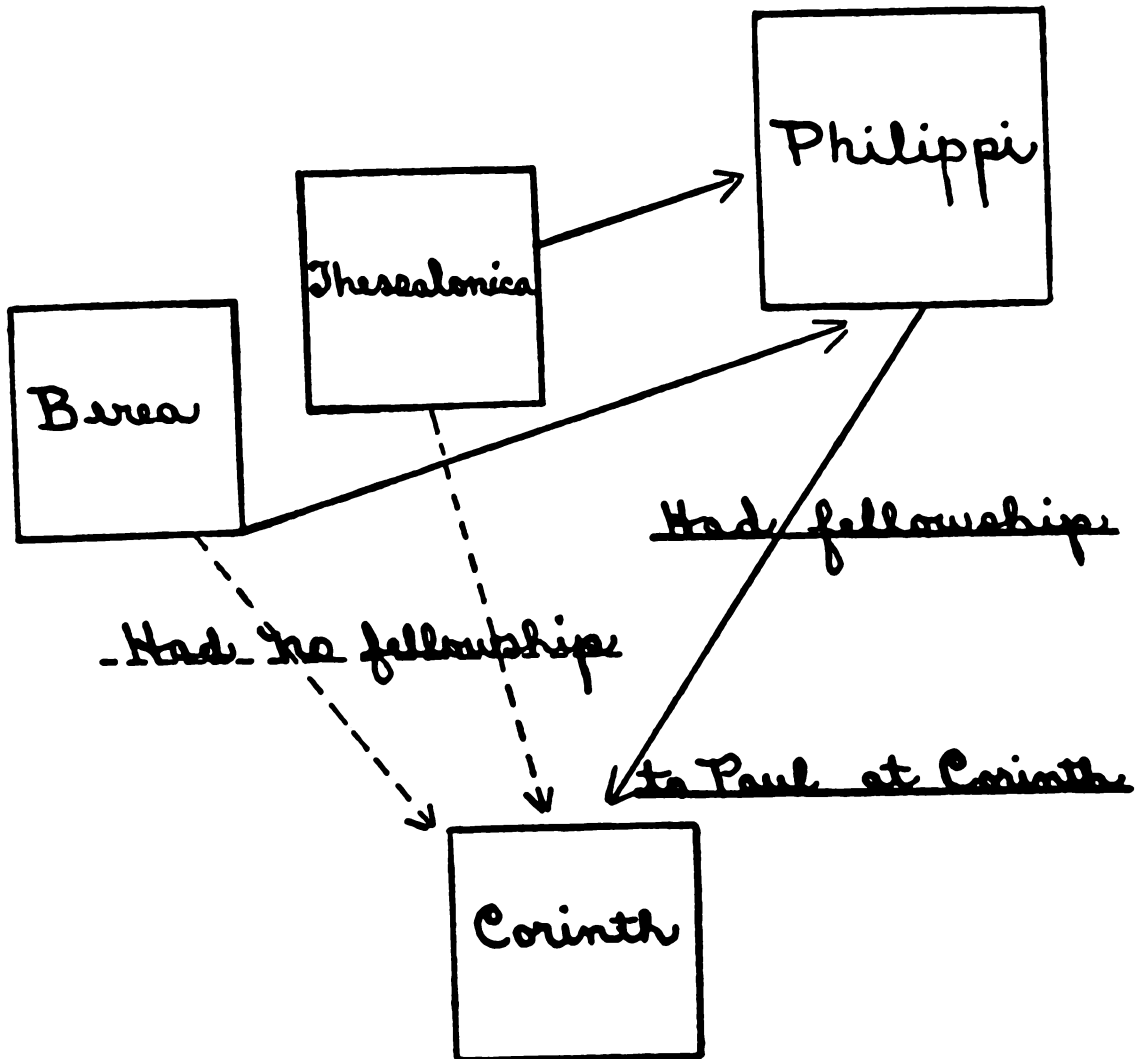 Philippi
Thessalonica
Berea
Had fellowship
Had no fellowship
to Paul at Corinth
Corinth